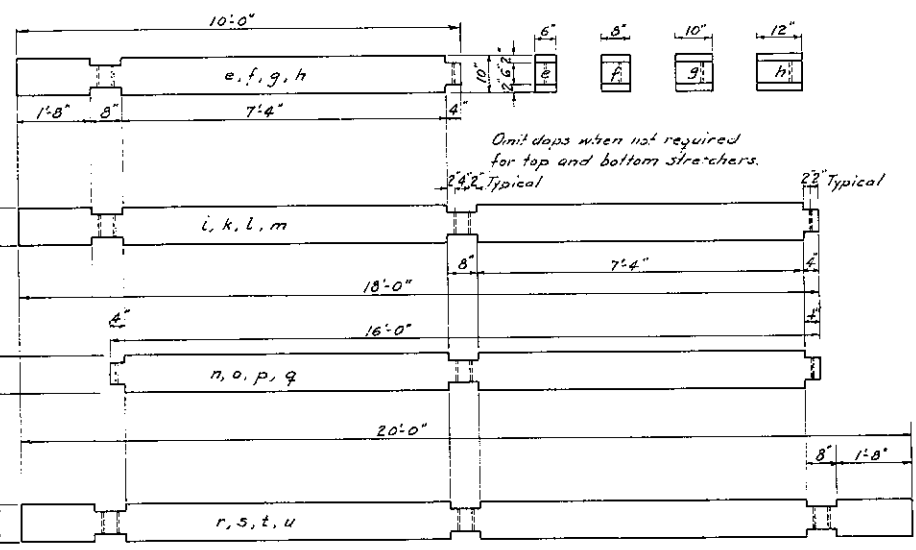 10'-0"
6" 8" 10" 12"
e, f, g, h
10"
2" 6" 2"
e f g h
1'-8" 8" 7'-4" 4"
Omit daps when not required
for top and bottom stretchers.
2" 4" 2" Typical
2" 2" Typical
i, k, l, m
8" 7'-4" 4"
18'-0"
4" 16'-0" 4"
n, o, p, q
20'-0"
8" 1'-8"
r, s, t, u